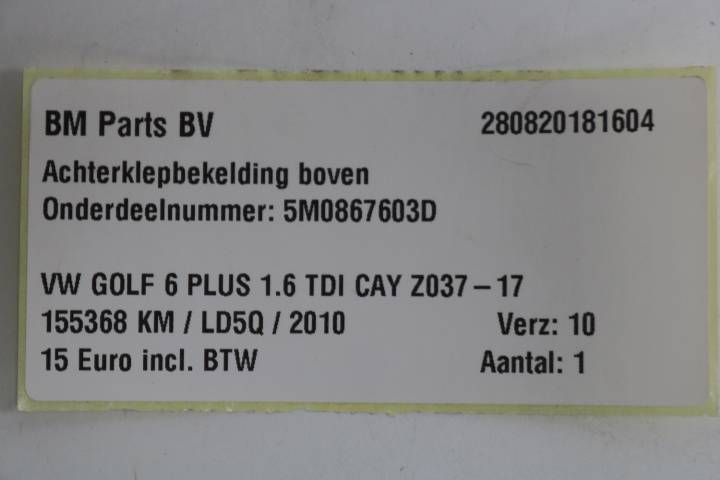 BM Parts BV 280820181604
Achterklepbekelding boven
Onderdeelnummer: 5M0867603D
VW GOLF 6 PLUS 1.6 TDI CAY Z037 – 17
155368 KM / LD5Q / 2010 Verz: 10
15 Euro incl. BTW Aantal: 1